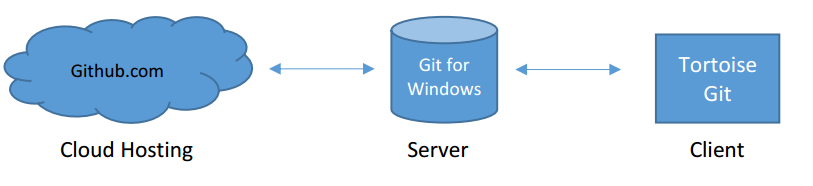 Github.com
Git for
Windows
Tortoise
Git
Cloud Hosting
Server
Client